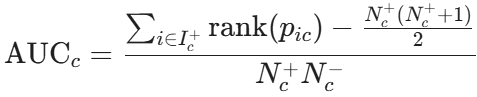 AUC_c = \frac{\sum_{i \in I_c^+} \text{rank}(p_{ic}) - \frac{N_c^+(N_c^+ + 1)}{2}}{N_c^+ N_c^-}